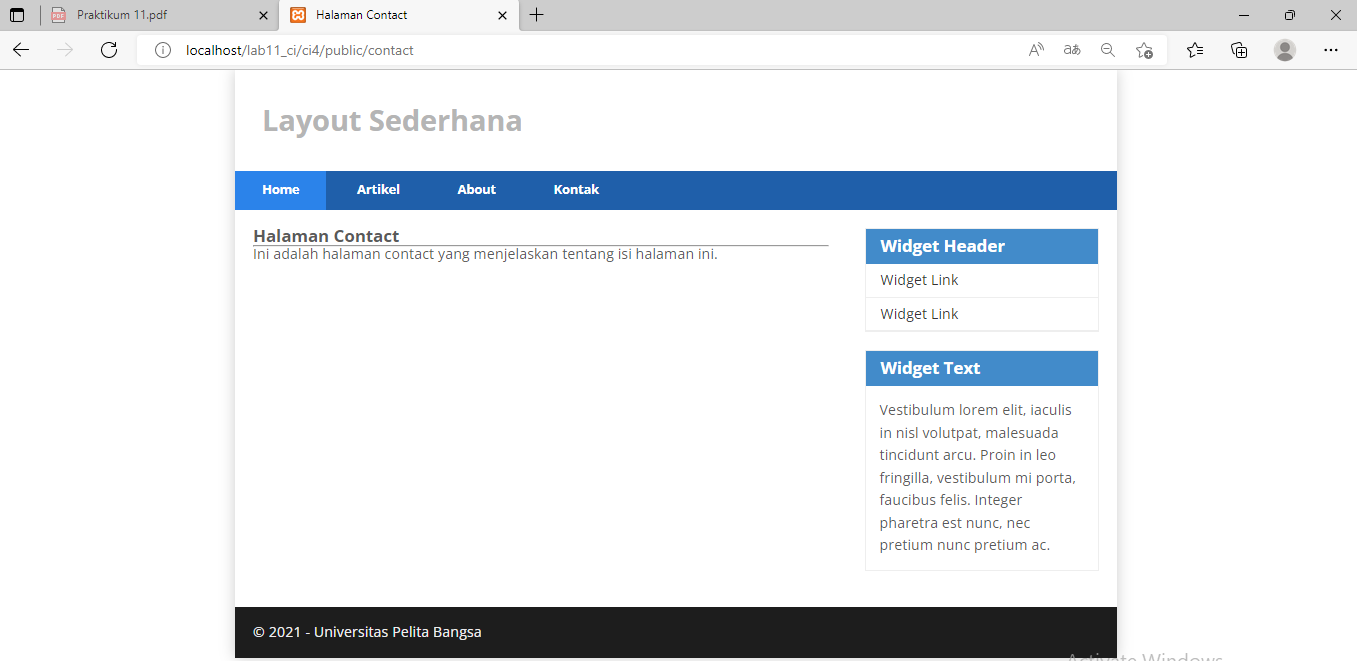 Praktikum 11.pdf
Halaman Contact
localhost/lab11_ci/ci4/public/contact
Layout Sederhana
Home Artikel About Kontak
Halaman Contact
Ini adalah halaman contact yang menjelaskan tentang isi halaman ini.
Widget Header
Widget Link
Widget Link
Widget Text
Vestibulum lorem elit, iaculis
in nisl volutpat, malesuada
tincidunt arcu. Proin in leo
fringilla, vestibulum mi porta,
faucibus felis. Integer
pharetra est nunc, nec
pretium nunc pretium ac.
© 2021 - Universitas Pelita Bangsa
Activate Windows